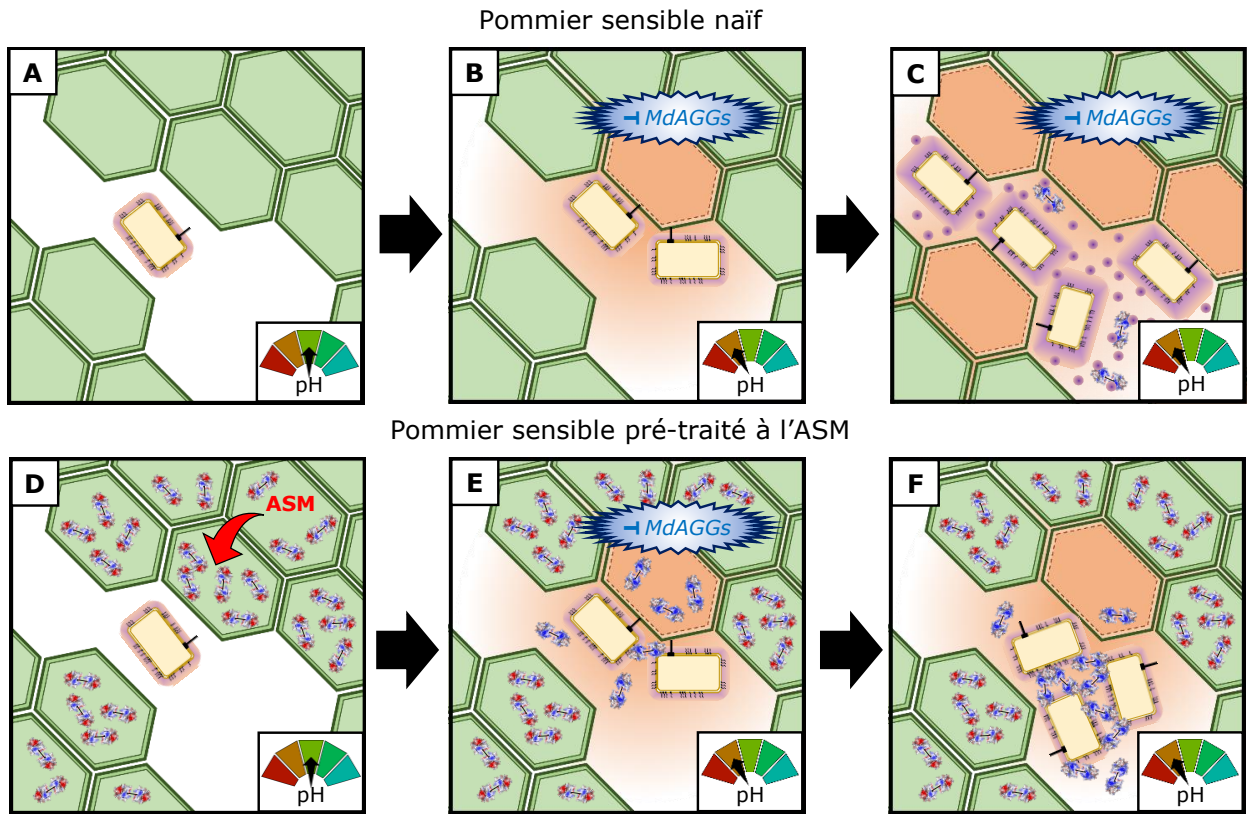 Pommier sensible naïf
A
B
C
⊣ MdAGGs
⊣ MdAGGs
pH
pH
pH
Pommier sensible pré-traité à l'ASM
D
E
F
ASM
⊣ MdAGGs
pH
pH
pH